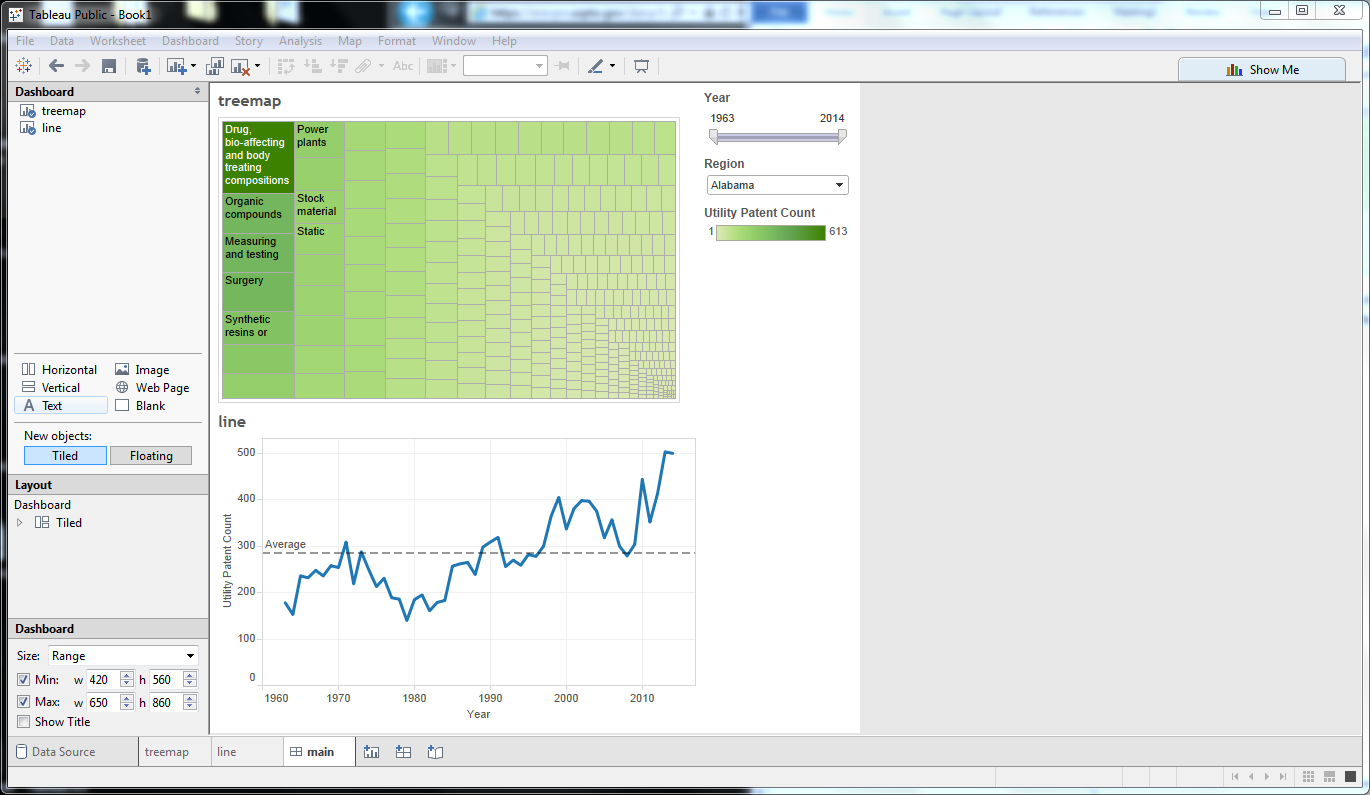 Tableau Public - Book1
File Data Worksheet Dashboard Story Analysis Map Format Window Help
Abc
Show Me
Dashboard
treemap
line
Horizontal Image
Vertical Web Page
A Text Blank
New objects:
Tiled Floating
Layout
Dashboard
Tiled
Dashboard
Size: Range
Min: w 420 h 560
Max: w 650 h 860
Show Title
treemap
Drug,
bio-affecting
and body
treating
compositions
Organic
compounds
Measuring
and testing
Surgery
Synthetic
resins or
Power
plants
Stock
material
Static
Year
1963 2014
Region
Alabama
Utility Patent Count
1 613
line
Utility Patent Count
500
400
300
200
100
0
Average
1960 1970 1980 1990 2000 2010
Year
Data Source treemap line main